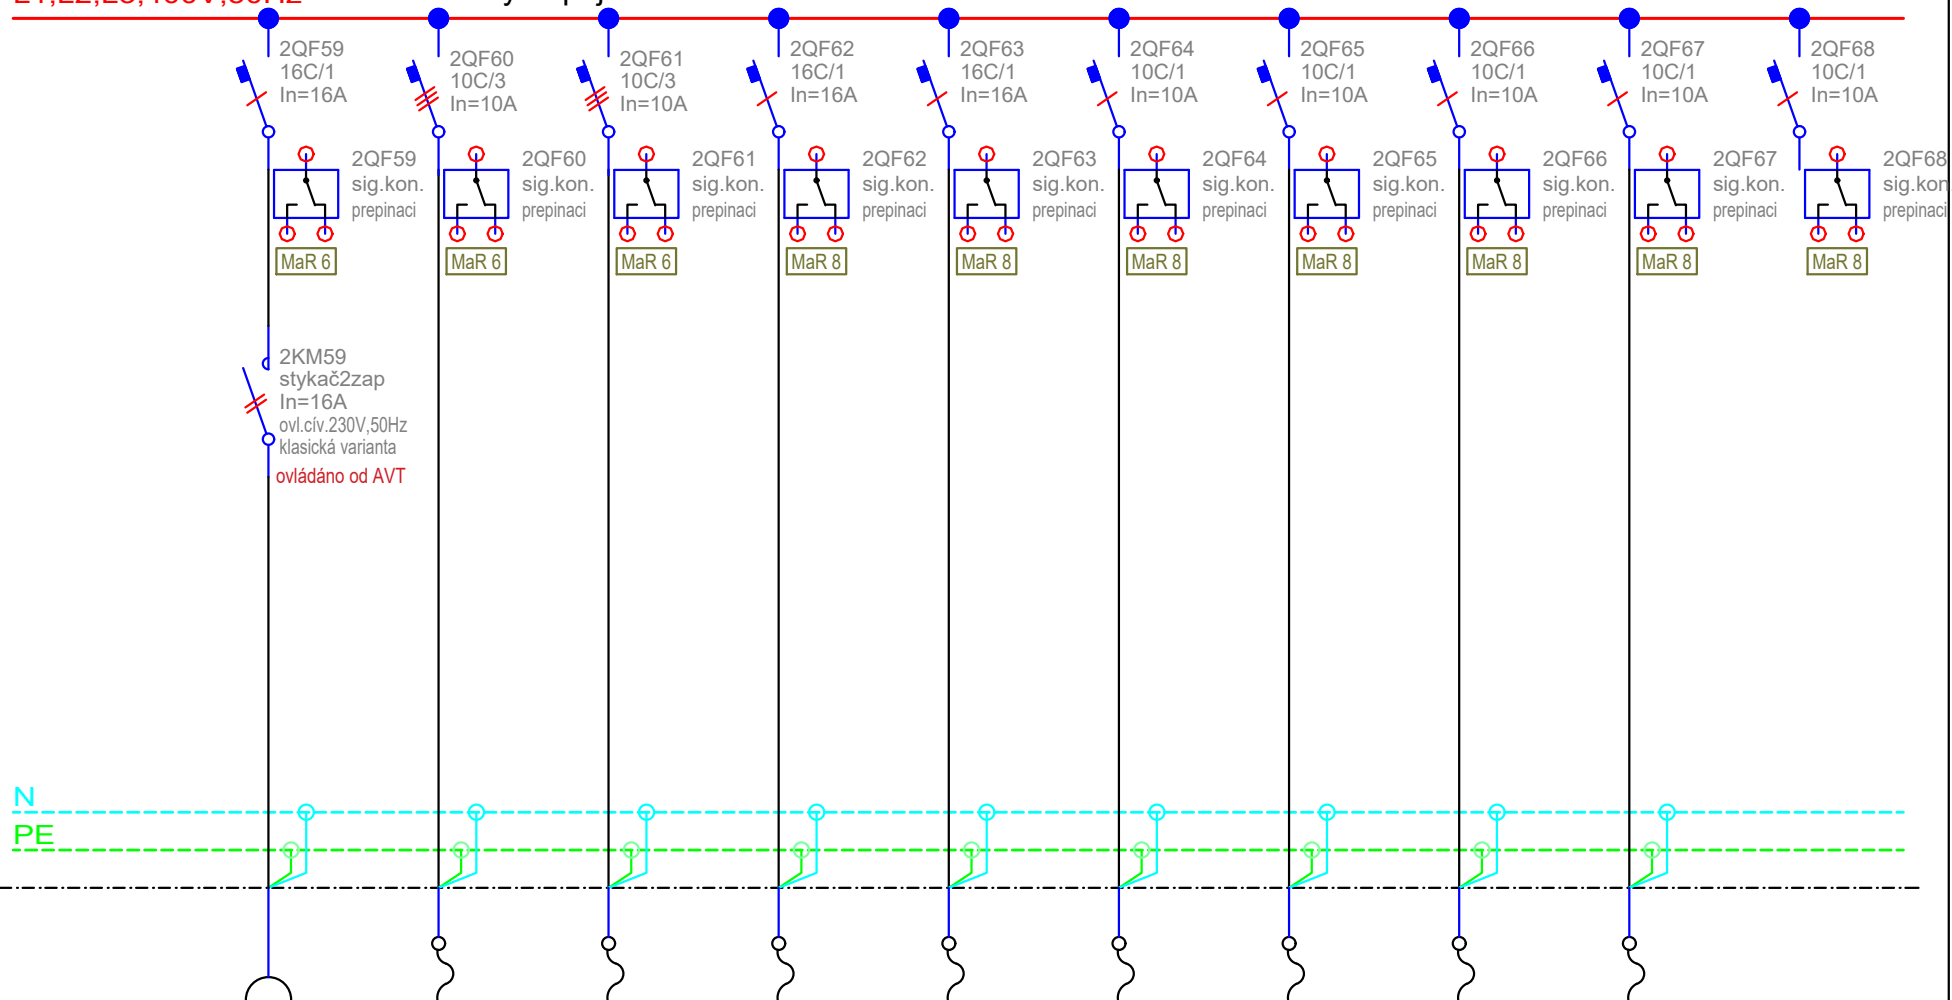 2QF59
16C/1
In=16A
2QF60
10C/3
In=10A
2QF61
10C/3
In=10A
2QF62
16C/1
In=16A
2QF63
16C/1
In=16A
2QF64
10C/1
In=10A
2QF65
10C/1
In=10A
2QF66
10C/1
In=10A
2QF67
10C/1
In=10A
2QF68
10C/1
In=10A
2QF59
sig.kon.
prepinaci
MaR 6
2QF60
sig.kon.
prepinaci
MaR 6
2QF61
sig.kon.
prepinaci
MaR 6
2QF62
sig.kon.
prepinaci
MaR 8
2QF63
sig.kon.
prepinaci
MaR 8
2QF64
sig.kon.
prepinaci
MaR 8
2QF65
sig.kon.
prepinaci
MaR 8
2QF66
sig.kon.
prepinaci
MaR 8
2QF67
sig.kon.
prepinaci
MaR 8
2QF68
sig.kon
prepinaci
MaR 8
2KM59
stykač2zap
In=16A
ovl.cív.230V,50Hz
klasická varianta
ovládáno od AVT
N
PE